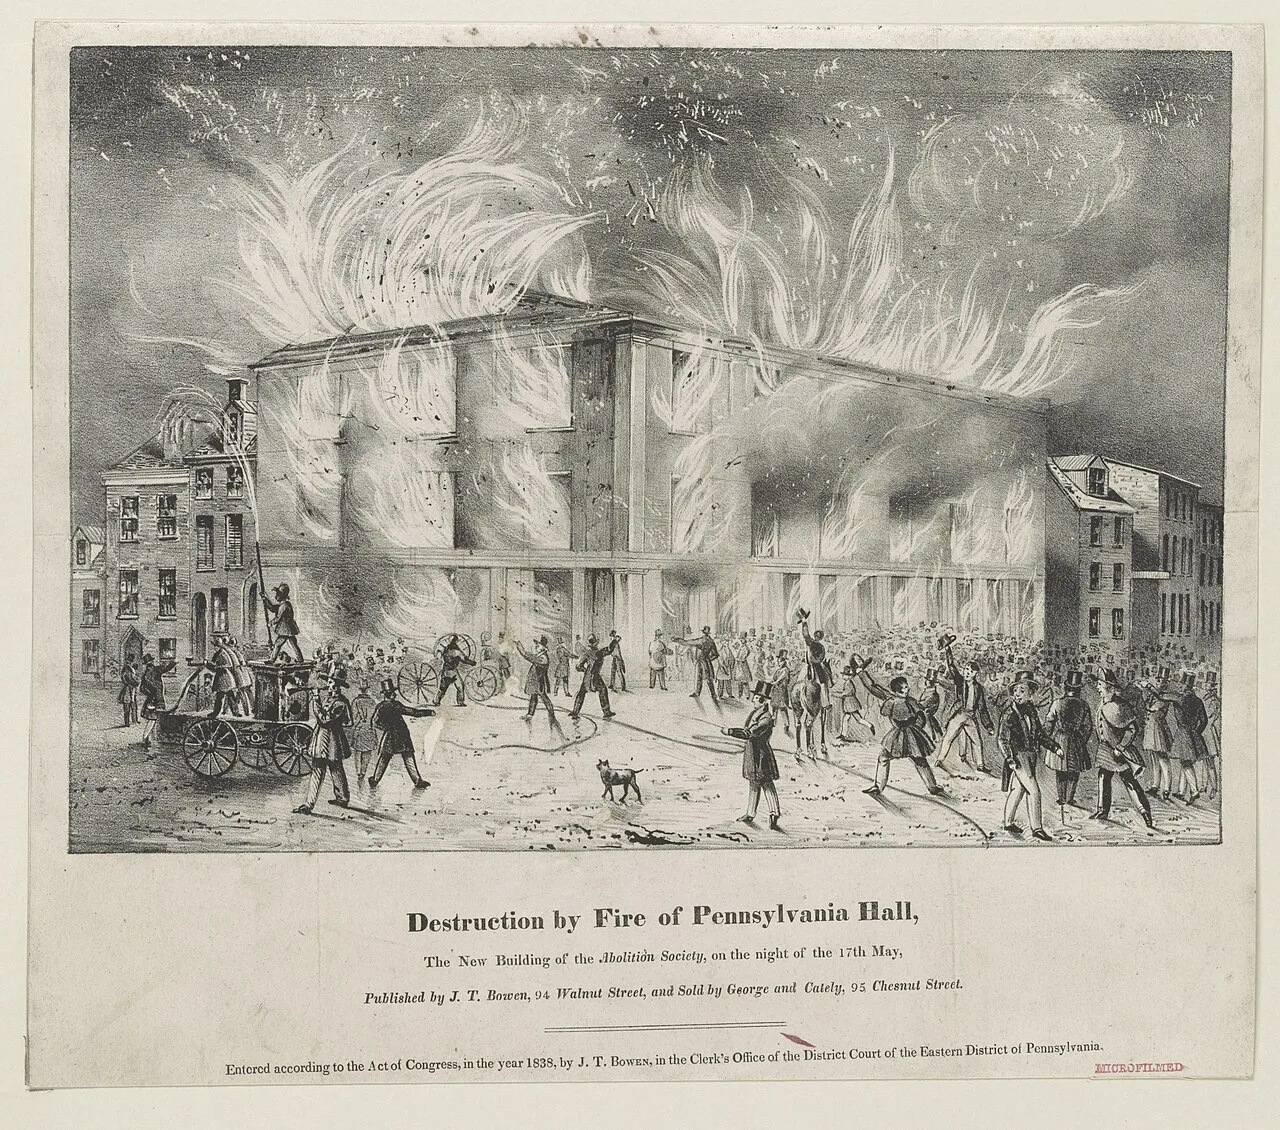 Destruction by Fire of Pennsylvania Hall,
The New Building of the Abolition Society, on the night of the 17th May,
Published by J. T. Bowen, 94 Walnut Street, and Sold by George and Cately, 95 Chesnut Street.
Entered according to the Act of Congress, in the year 1838, by J. T. Bowen, in the Clerk's Office of the District Court of the Eastern District of Pennsylvania.
MICROFILMED